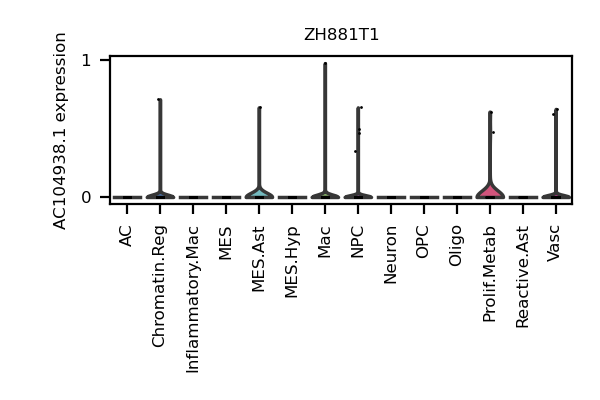 ZH881T1
AC104938.1 expression
1
0
AC
Chromatin.Reg
Inflammatory.Mac
MES
MES.Ast
MES.Hyp
Mac
NPC
Neuron
OPC
Oligo
Prolif.Metab
Reactive.Ast
Vasc